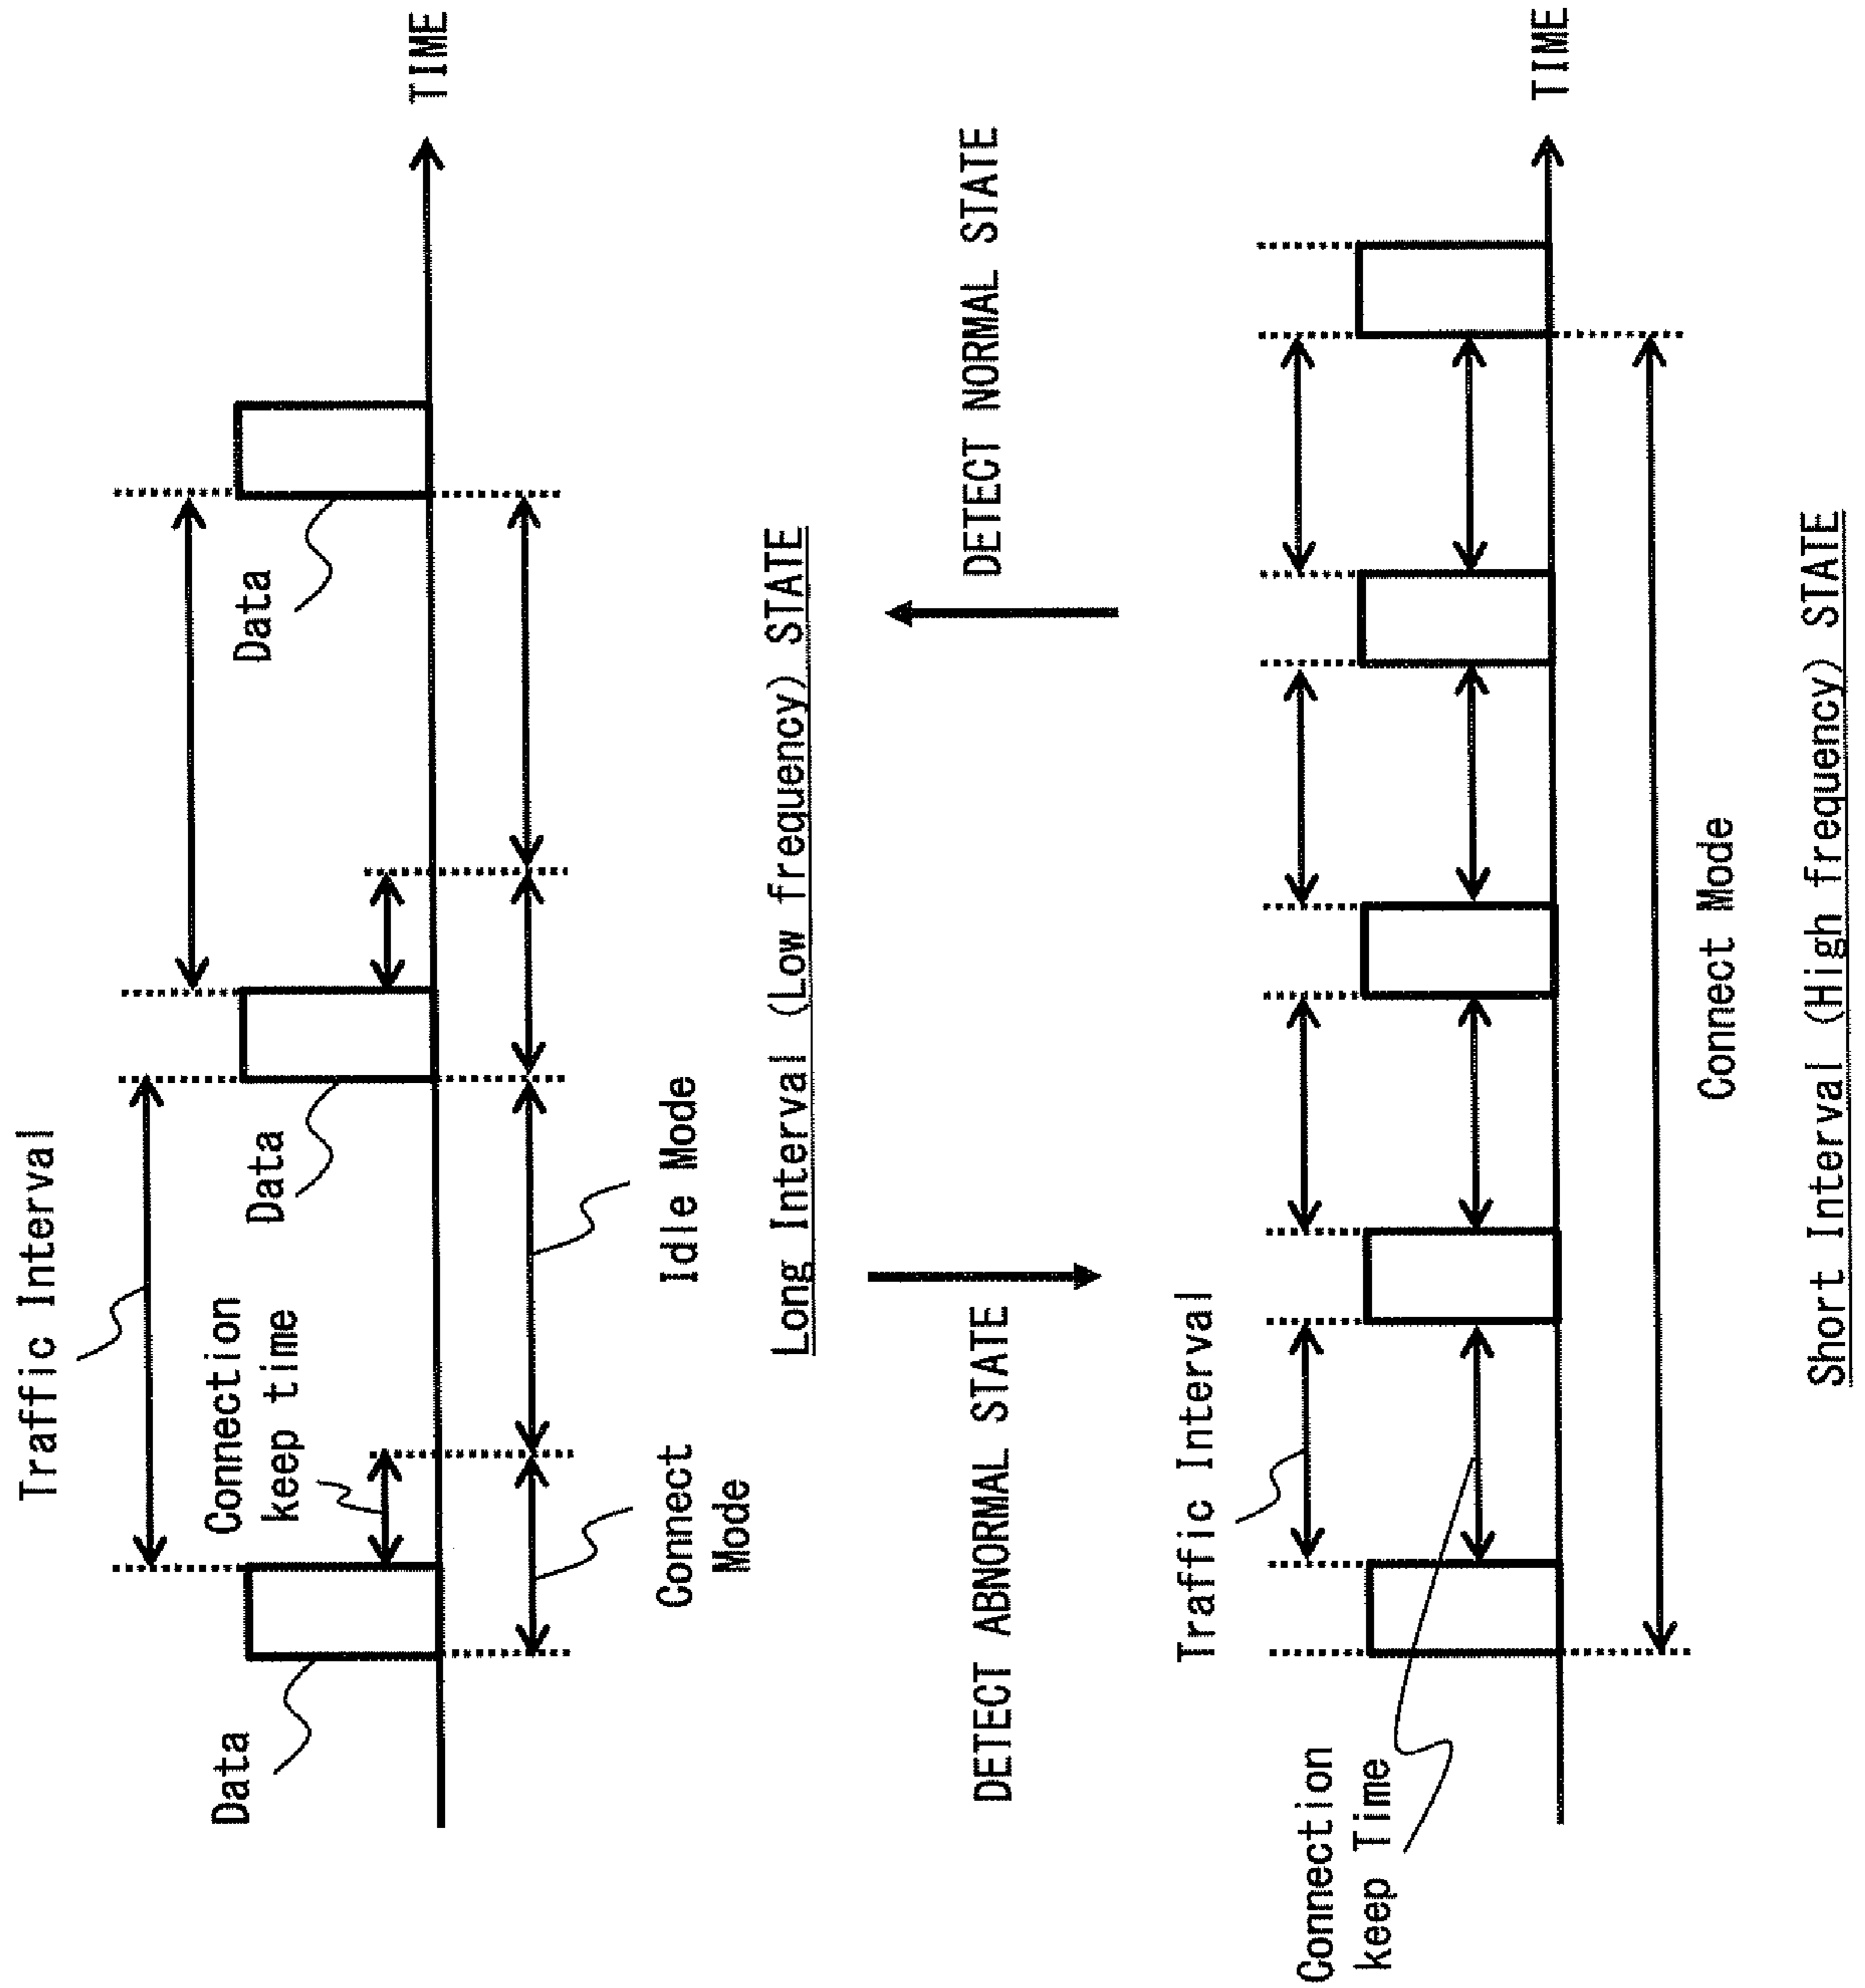 Traffic Interval
Connection
keep time
Data
Data
Data
TIME
Connect
Mode
Idle Mode
Long Interval (Low frequency) STATE
DETECT ABNORMAL STATE
DETECT NORMAL STATE
Traffic Interval
Connection
keep Time
TIME
Connect Mode
Short Interval (High frequency) STATE